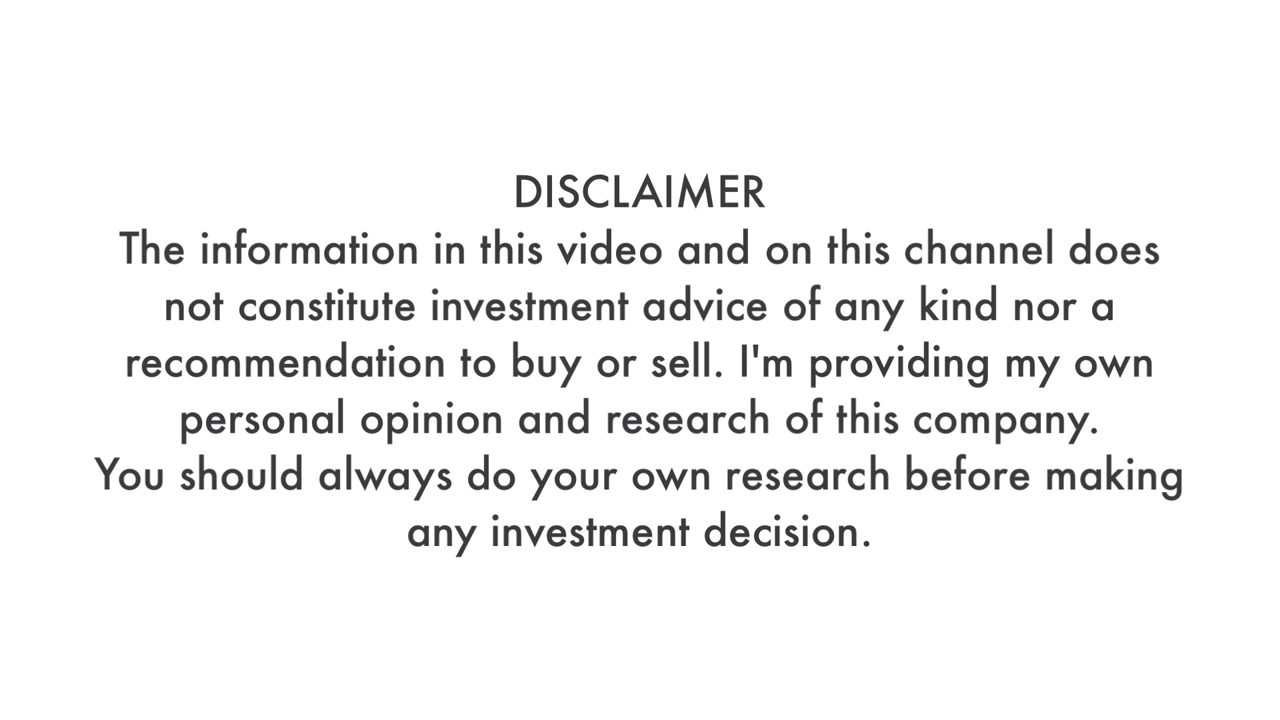 DISCLAIMER
The information in this video and on this channel does
not constitute investment advice of any kind nor a
recommendation to buy or sell. I'm providing my own
personal opinion and research of this company.
You should always do your own research before making
any investment decision.